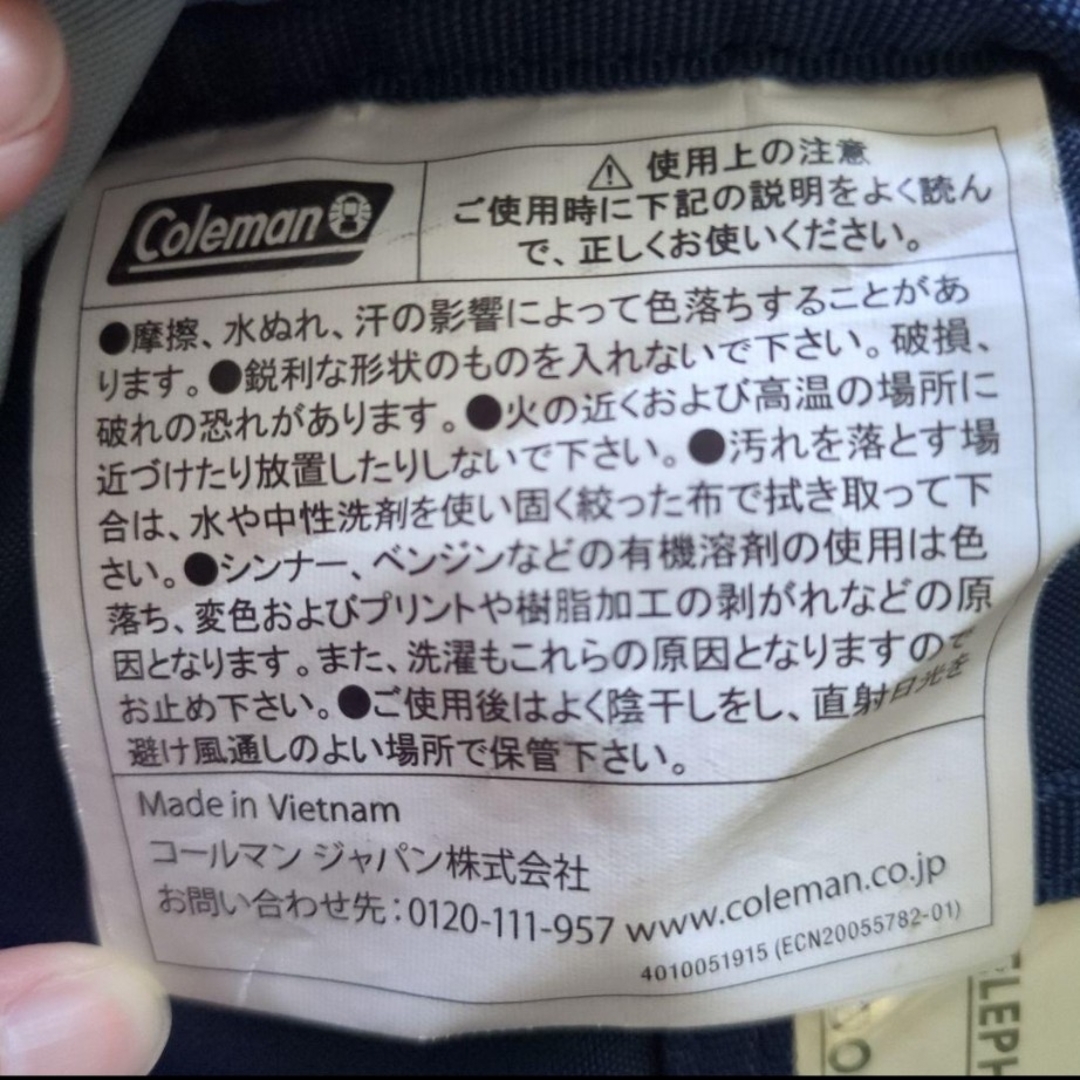 Coleman
使用上の注意
ご使用時に下記の説明をよく読ん
で、正しくお使いください。
●摩擦、水ぬれ、汗の影響によって色落ちすることがあ
ります。●鋭利な形状のものを入れないで下さい。破損、
破れの恐れがあります。●火の近くおよび高温の場所に
近づけたり放置したりしないで下さい。●汚れを落とす場
合は、水や中性洗剤を使い固く絞った布で拭き取って下
さい。●シンナー、ベンジンなどの有機溶剤の使用は色
落ち、変色およびプリントや樹脂加工の剥がれなどの原
因となります。また、洗濯もこれらの原因となりますので
お止め下さい。●ご使用後はよく陰干しをし、直射日光を
避け風通しのよい場所で保管下さい。
Made in Vietnam
コールマン ジャパン株式会社
お問い合わせ先：0120-111-957 www.coleman.co.jp
4010051915 (ECN20055782-01)